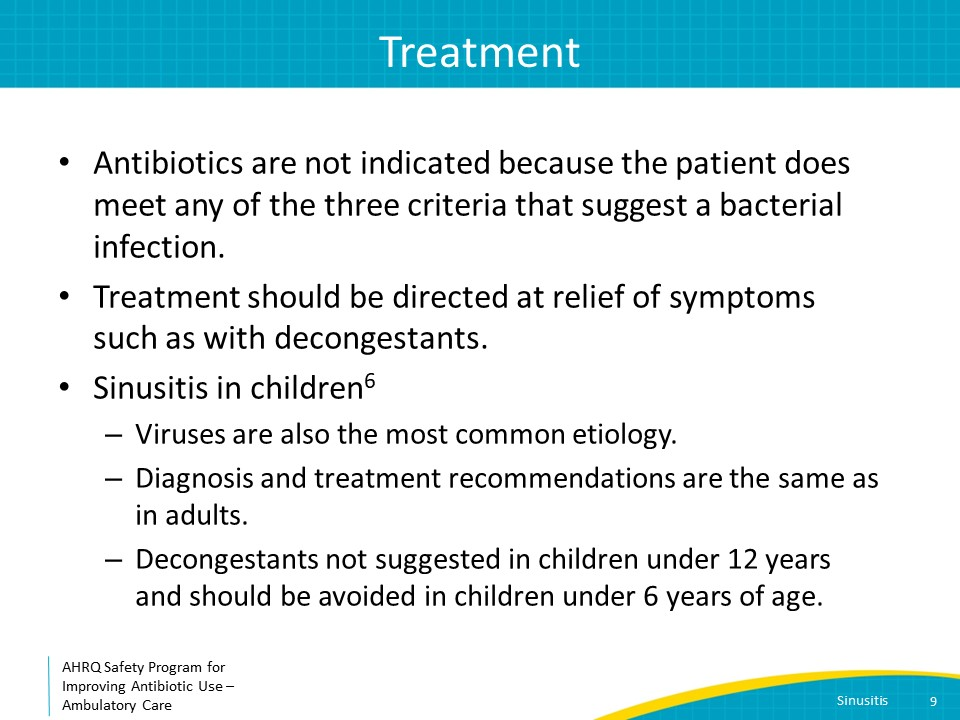 Treatment
• Antibiotics are not indicated because the patient does
meet any of the three criteria that suggest a bacterial
infection.
• Treatment should be directed at relief of symptoms
such as with decongestants.
• Sinusitis in children⁶
– Viruses are also the most common etiology.
– Diagnosis and treatment recommendations are the same as
in adults.
– Decongestants not suggested in children under 12 years
and should be avoided in children under 6 years of age.
AHRQ Safety Program for
Improving Antibiotic Use –
Ambulatory Care
Sinusitis 9